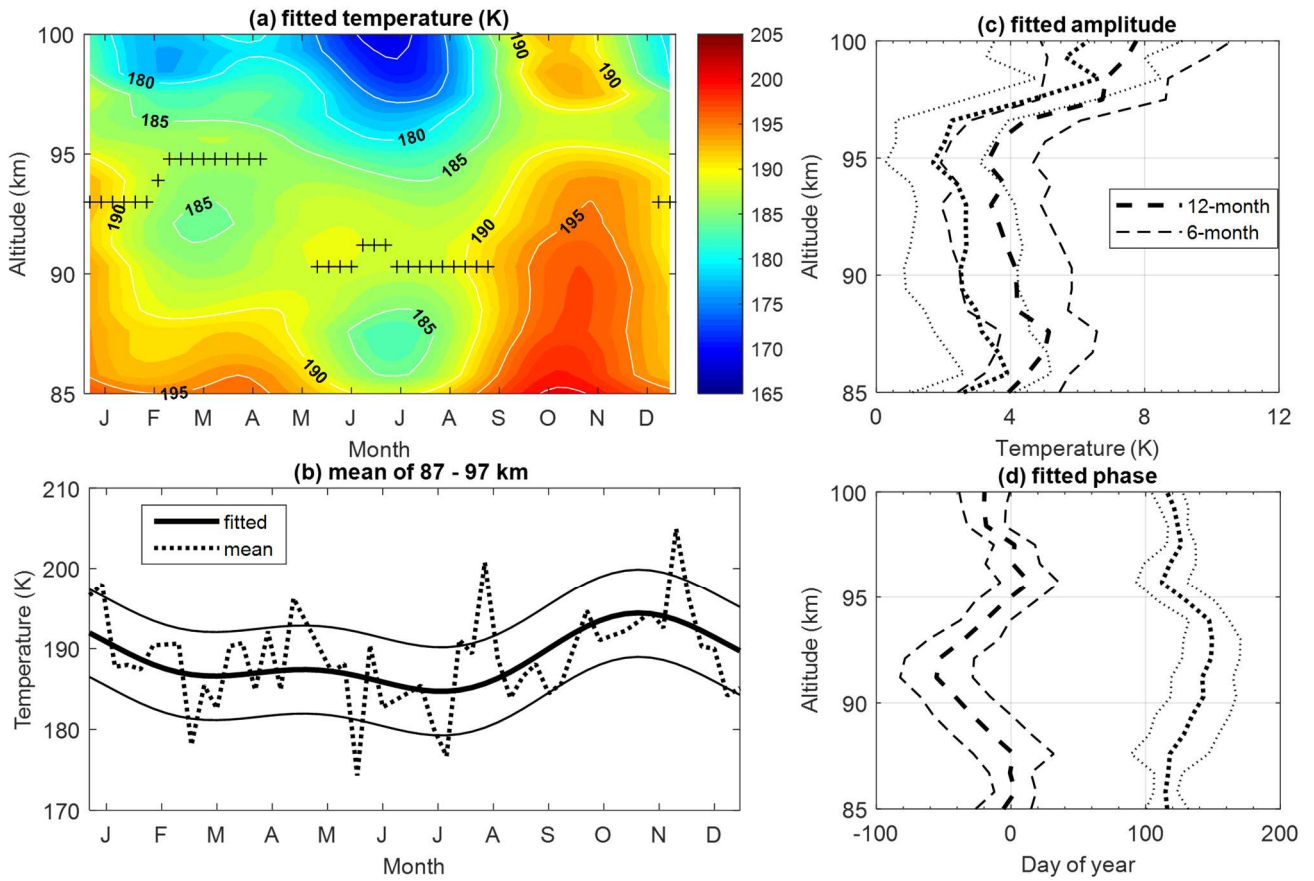 (a) fitted temperature (K)
100
95
90
85
Altitude (km)
180
185
190
190
180
185
190
185
190
195
185
190
195
J F M A M J J A S O N D
Month
205
200
195
190
185
180
175
170
165
(c) fitted amplitude
100
95
90
85
Altitude (km)
12-month
6-month
0 4 8 12
Temperature (K)
(b) mean of 87 - 97 km
210
200
190
180
170
Temperature (K)
fitted
mean
J F M A M J J A S O N D
Month
(d) fitted phase
100
95
90
85
Altitude (km)
-100 0 100 200
Day of year